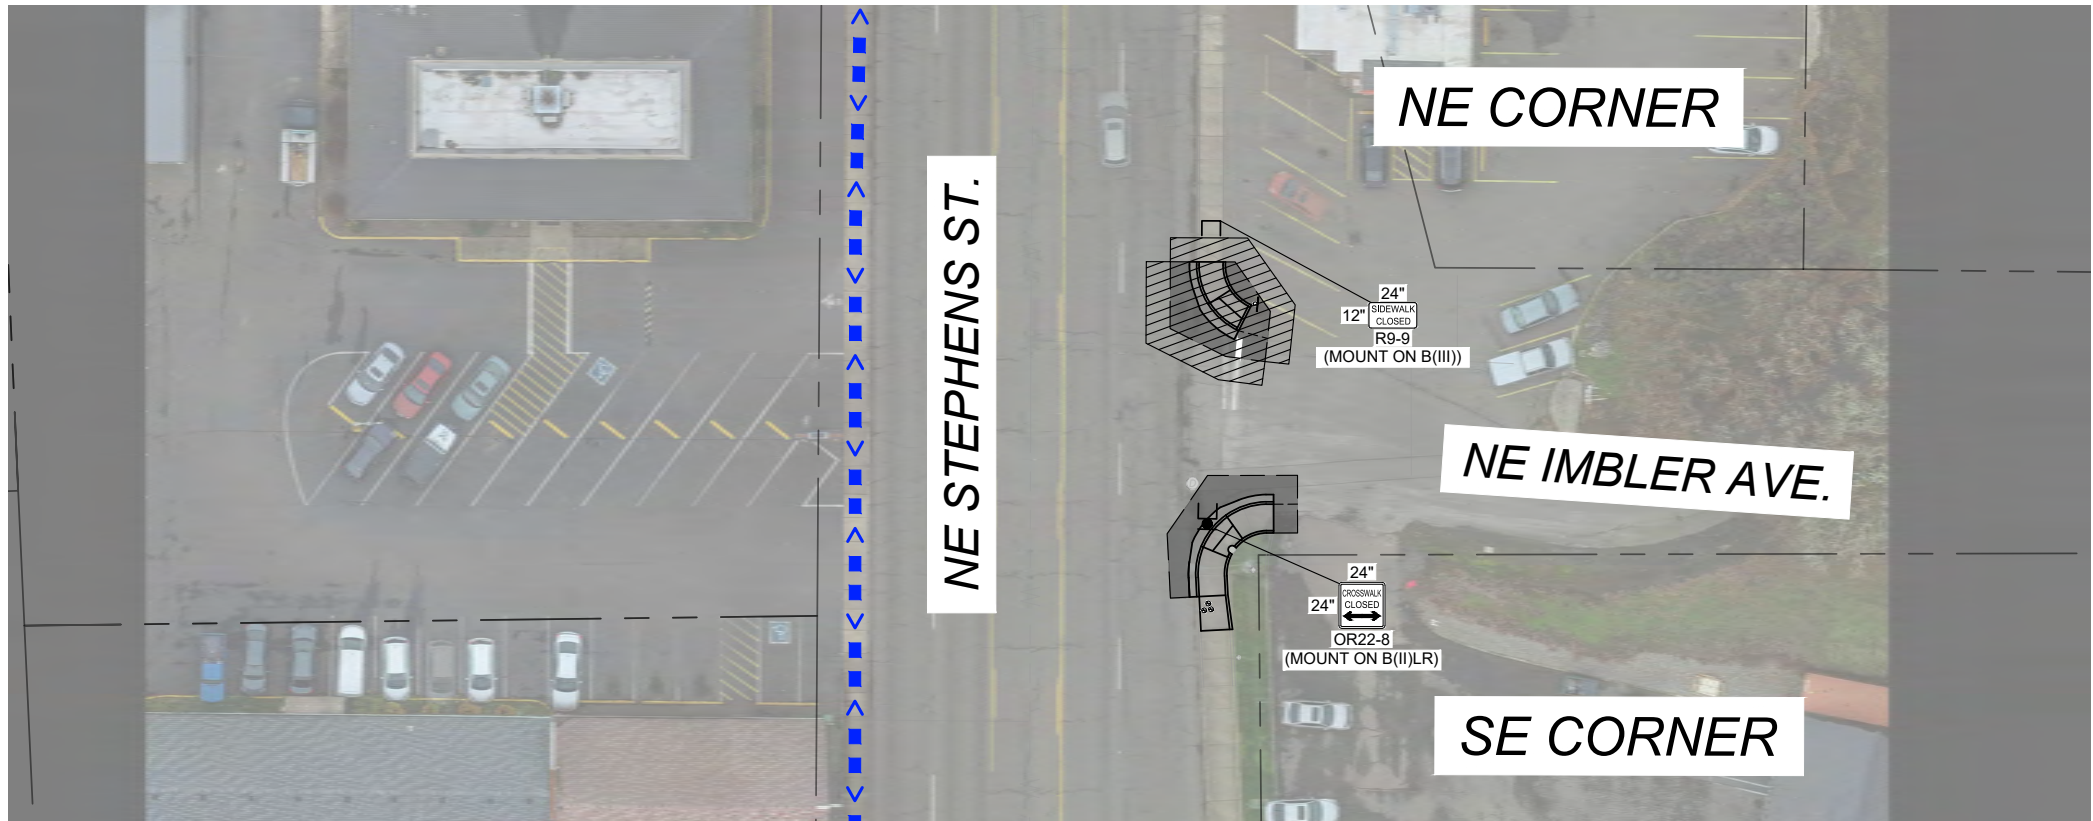 NE CORNER
NE STEPHENS ST.
24"
12"
SIDEWALK
CLOSED
R9-9
(MOUNT ON B(III))
NE IMBLER AVE.
24"
24"
CROSSWALK
CLOSED
OR22-8
(MOUNT ON B(II)LR)
SE CORNER